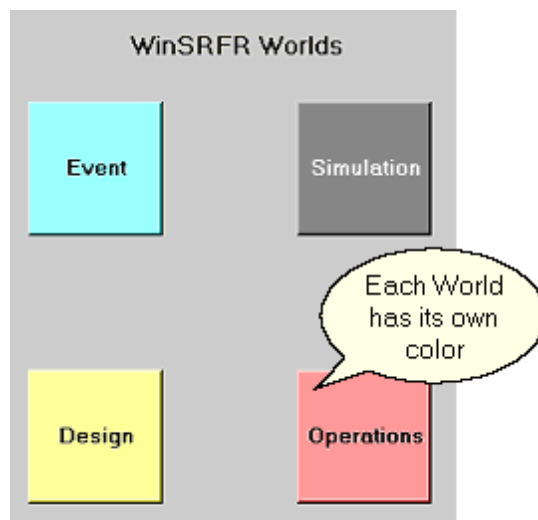 WinSRFR Worlds
Event
Simulation
Each World
has its own
color
Design
Operations